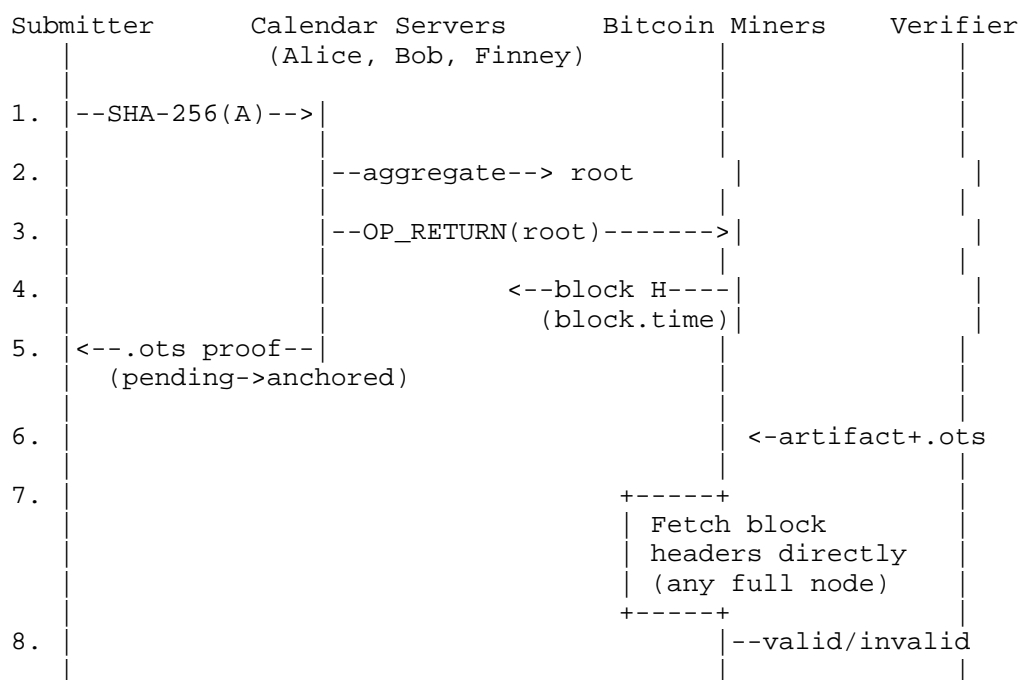 Submitter Calendar Servers Bitcoin Miners Verifier
(Alice, Bob, Finney)
1. --SHA-256(A)-->
2. --aggregate--> root
3. --OP_RETURN(root)------->
4. <--block H----
(block.time)
5. <--.ots proof--
(pending->anchored)
6. <-artifact+.ots
7. +-----+
Fetch block
headers directly
(any full node)
+-----+
8. --valid/invalid